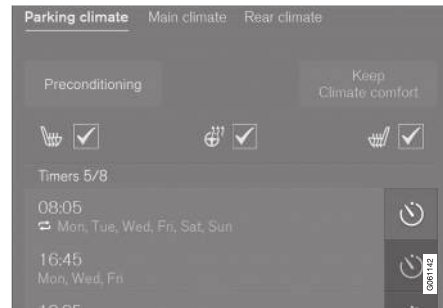 Parking climate Main climate Rear climate
Preconditioning
Keep
Climate comfort
Timers 5/8
08:05
Mon, Tue, Wed, Fri, Sat, Sun
16:45
Mon, Wed, Fri
G061142